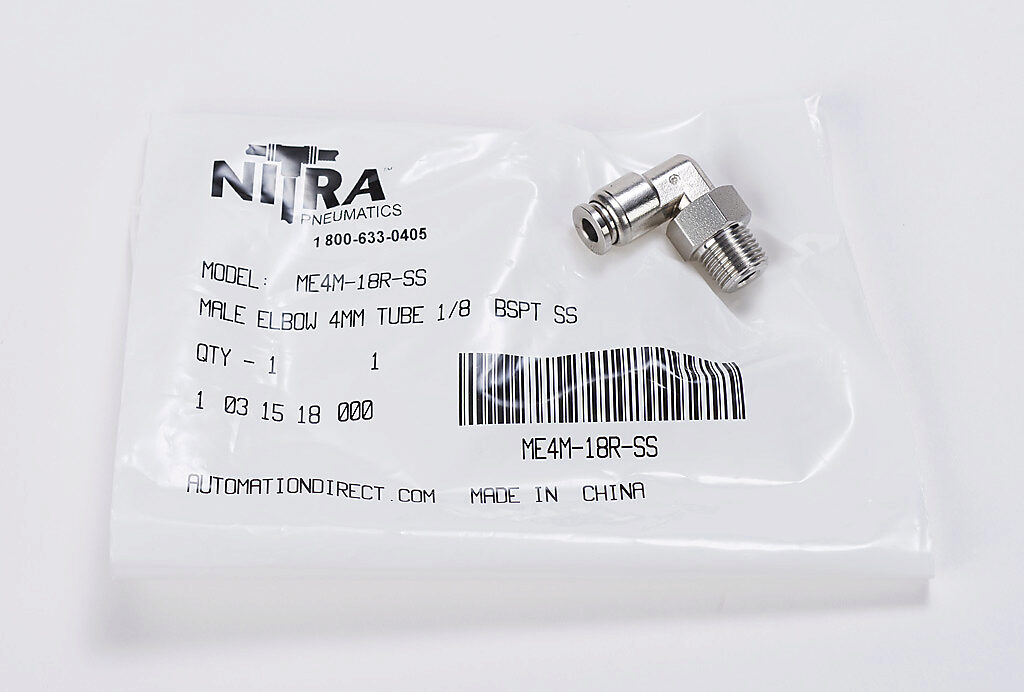 NITRA™
PNEUMATICS
1 800-633-0405
MODEL: ME4M-18R-SS
MALE ELBOW 4MM TUBE 1/8 BSPT SS
QTY - 1 1
1 03 15 18 000
ME4M-18R-SS
AUTOMATIONDIRECT.COM MADE IN CHINA